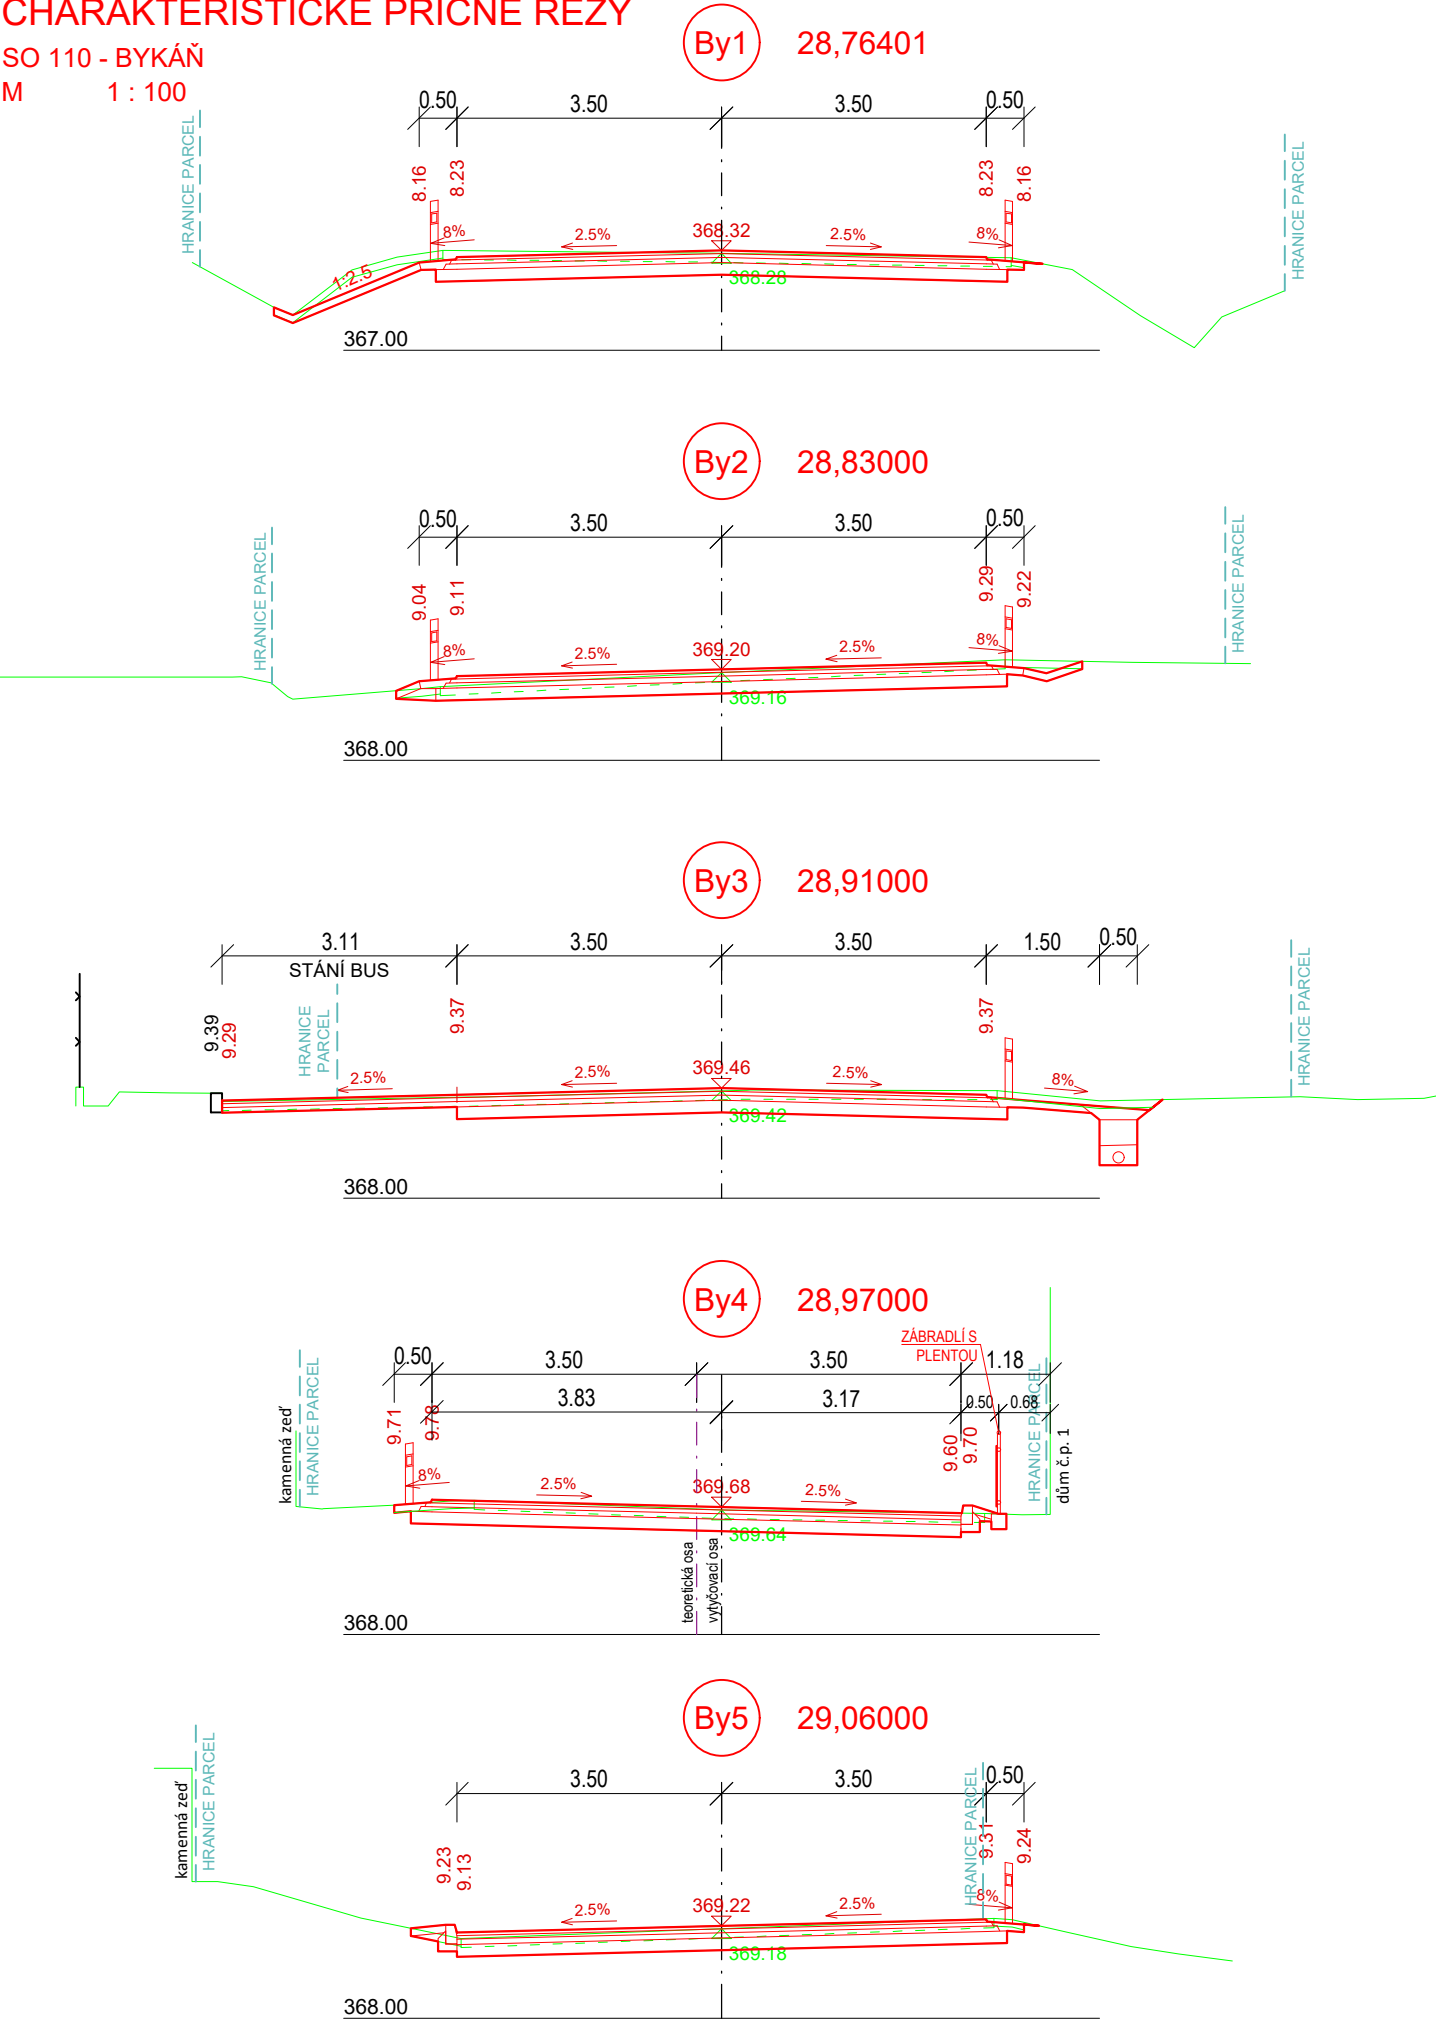 CHARAKTERISTICKÉ PŘÍČNÉ ŘEZY
SO 110 - BYKÁŇ
M 1 : 100
By1 28,76401
0.50 3.50 3.50 0.50
HRANICE PARCEL
HRANICE PARCEL
8.16 8.23 8.23 8.16
8% 2.5% 368.32 2.5% 8%
1:2.5
368.28
367.00
By2 28,83000
0.50 3.50 3.50 0.50
HRANICE PARCEL
HRANICE PARCEL
9.04 9.11 9.29 9.22
8% 2.5% 369.20 2.5% 8%
369.16
368.00
By3 28,91000
3.11 3.50 3.50 1.50 0.50
STÁNÍ BUS
HRANICE PARCEL
HRANICE PARCEL
9.39 9.29 9.37 9.37
2.5% 2.5% 369.46 2.5% 8%
369.42
368.00
By4 28,97000
ZÁBRADLÍ S
PLENTOU
0.50 3.50 3.50 1.18
3.83 3.17 0.50 0.68
kamenná zeď
HRANICE PARCEL
HRANICE PARCEL
dům č.p. 1
9.71 9.78 9.60 9.70
8% 2.5% 369.68 2.5%
369.64
teoretická osa
vytyčovací osa
368.00
By5 29,06000
3.50 3.50 0.50
kamenná zeď
HRANICE PARCEL
HRANICE PARCEL
9.23 9.13 9.31 9.24
2.5% 369.22 2.5% 8%
369.18
368.00